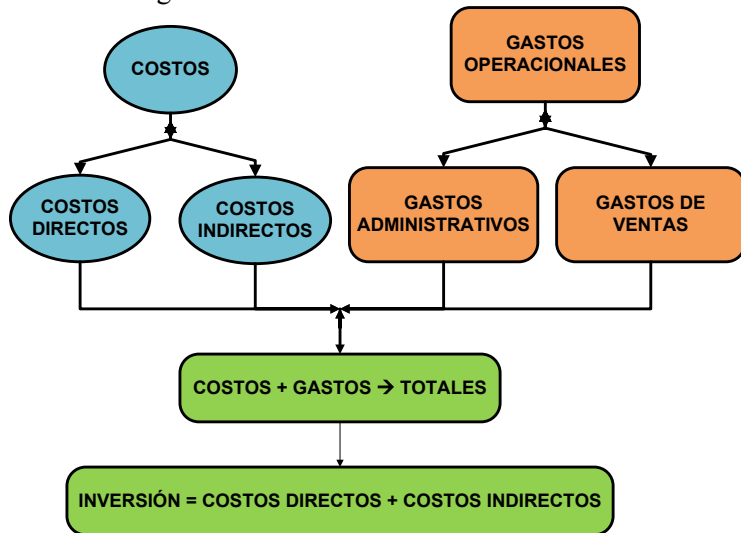 COSTOS
GASTOS
OPERACIONALES
COSTOS
DIRECTOS
COSTOS
INDIRECTOS
GASTOS
ADMINISTRATIVOS
GASTOS DE
VENTAS
COSTOS + GASTOS → TOTALES
INVERSIÓN = COSTOS DIRECTOS + COSTOS INDIRECTOS